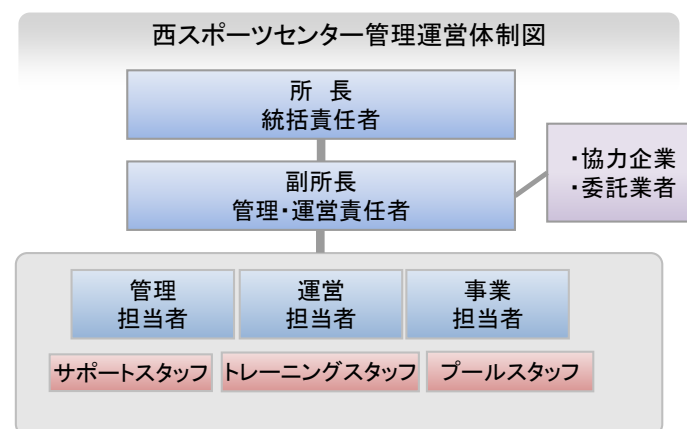 西スポーツセンター管理運営体制図
所 長
統括責任者
副所長
管理・運営責任者
・協力企業
・委託業者
管理
担当者
運営
担当者
事業
担当者
サポートスタッフ
トレーニングスタッフ
プールスタッフ